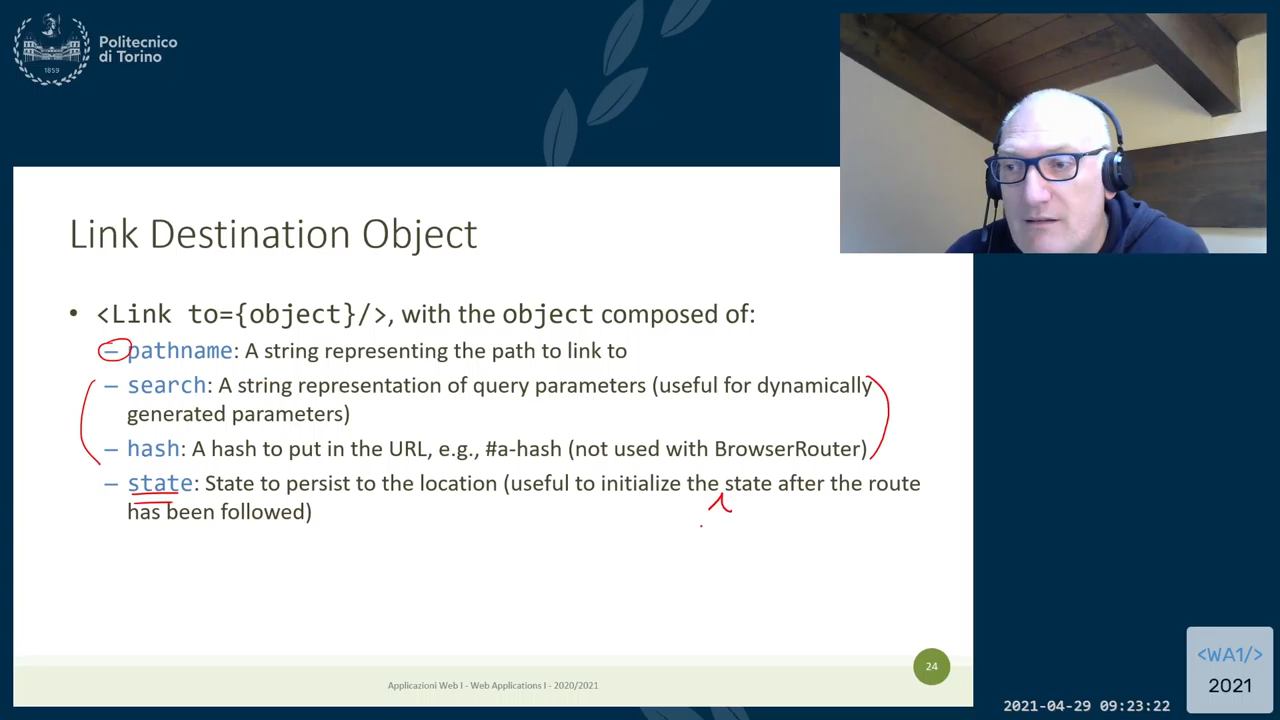 Politecnico
di Torino
1859
Link Destination Object
• <Link to={object}/>, with the object composed of:
– pathname: A string representing the path to link to
– search: A string representation of query parameters (useful for dynamically
generated parameters)
– hash: A hash to put in the URL, e.g., #a-hash (not used with BrowserRouter)
– state: State to persist to the location (useful to initialize the state after the route
has been followed)
24
Applicazioni Web I - Web Applications I - 2020/2021
<WA1/>
2021
2021-04-29 09:23:22